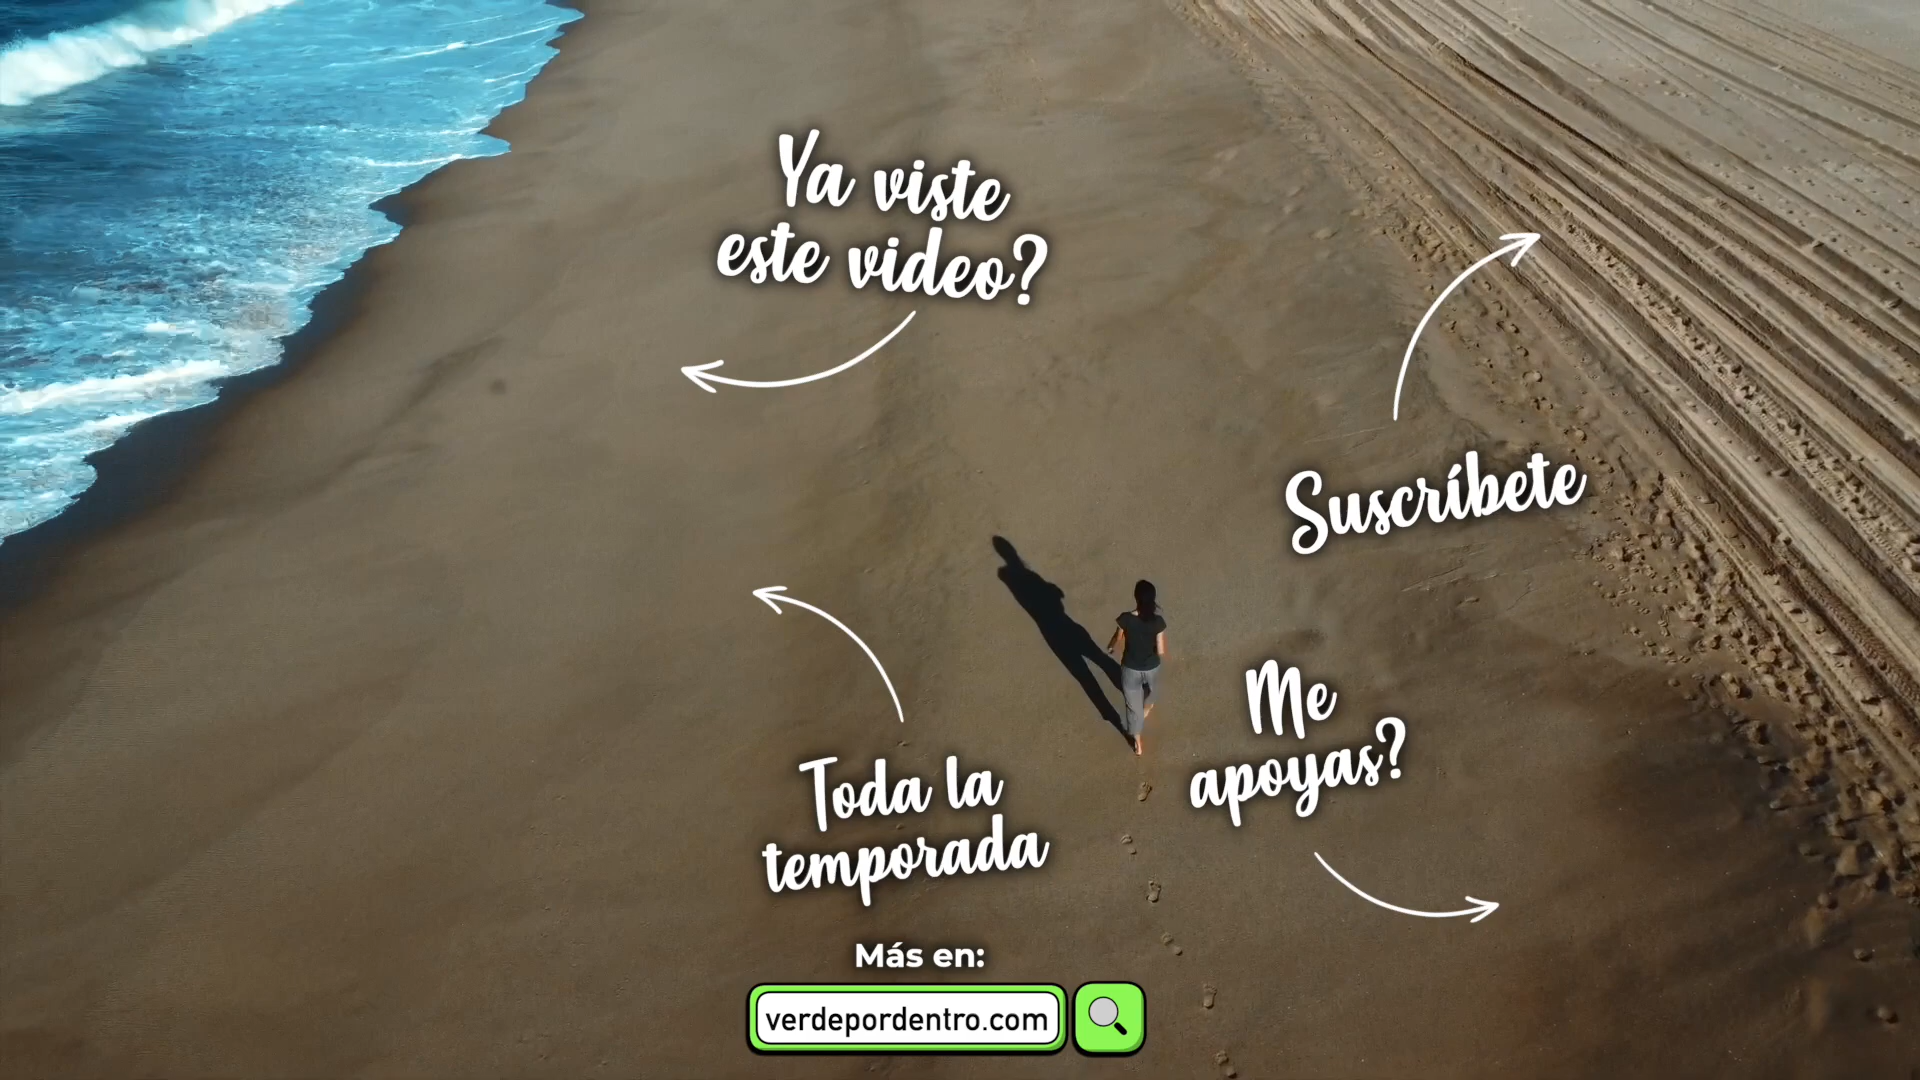 Ya viste
este video?
Suscríbete
Me
apoyas?
Toda la
temporada
Más en:
verdepordentro.com